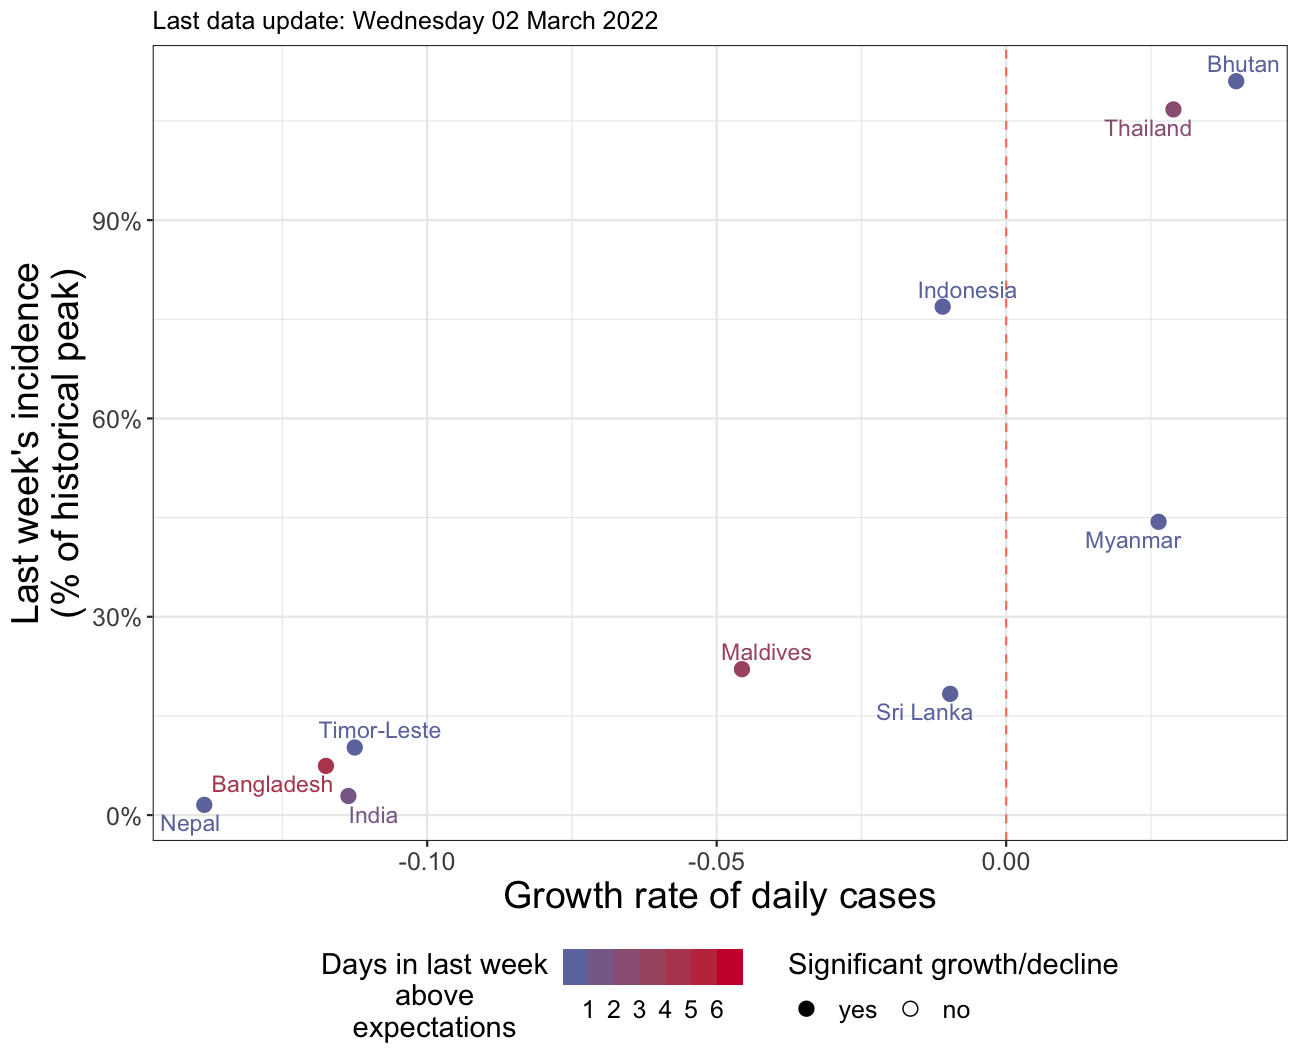 Last data update: Wednesday 02 March 2022
Bhutan
Thailand
90%
Indonesia
60%
Myanmar
30%
Maldives
Sri Lanka
Timor-Leste
Bangladesh
India
0%
Nepal
Last week's incidence
(% of historical peak)
-0.10 -0.05 0.00
Growth rate of daily cases
Days in last week
above
expectations
1 2 3 4 5 6
Significant growth/decline
yes no